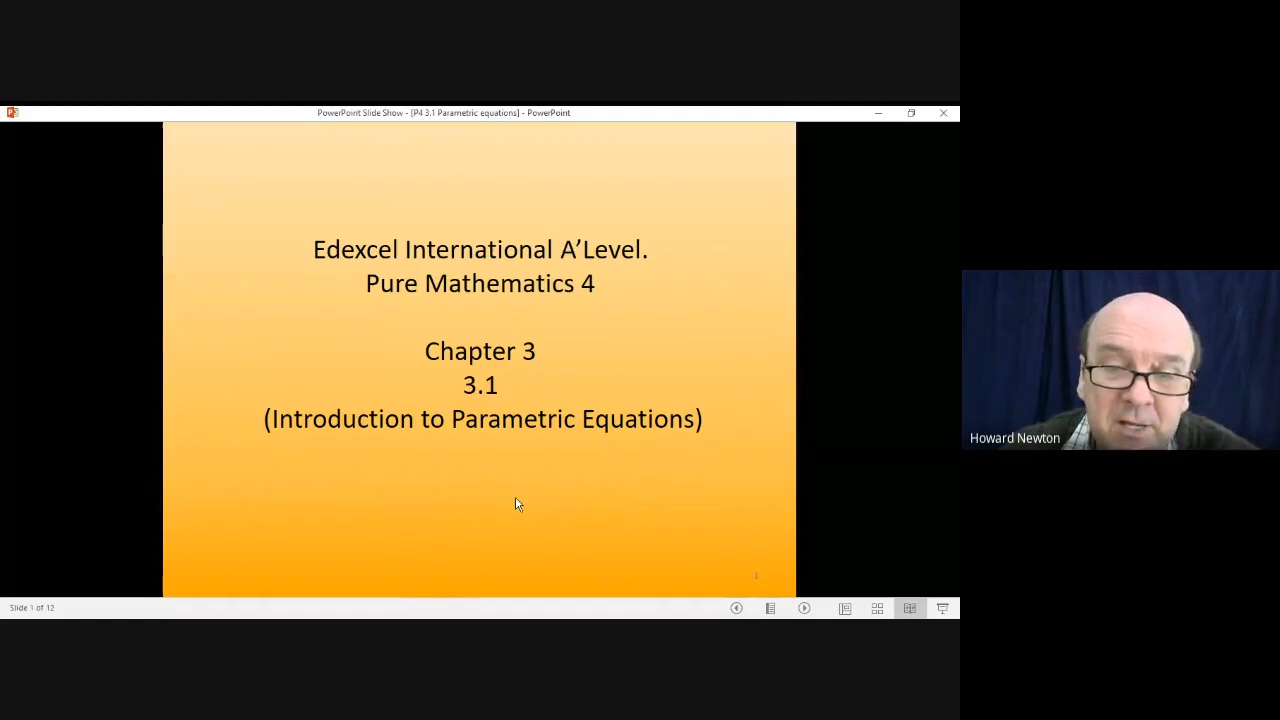 PowerPoint Slide Show - [P4 3.1 Parametric equations] - PowerPoint
Edexcel International A’Level.
Pure Mathematics 4
Chapter 3
3.1
(Introduction to Parametric Equations)
Howard Newton
1
Slide 1 of 12